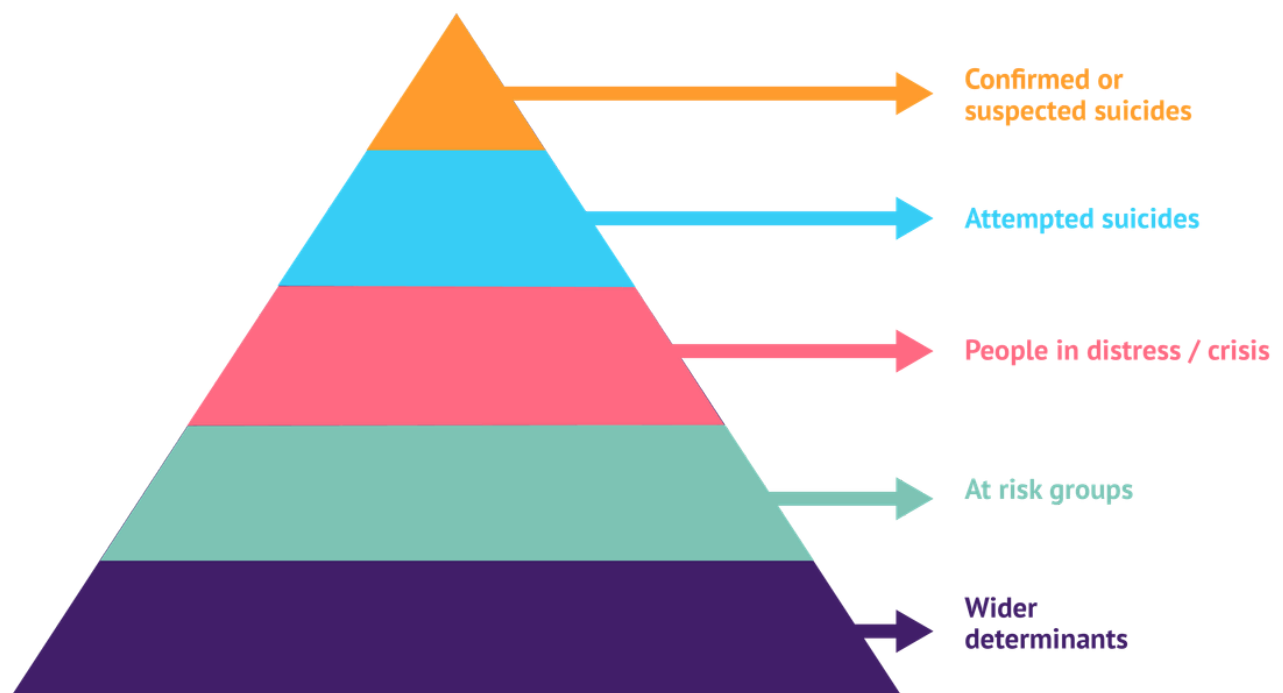 Confirmed or
suspected suicides
Attempted suicides
People in distress / crisis
At risk groups
Wider
determinants